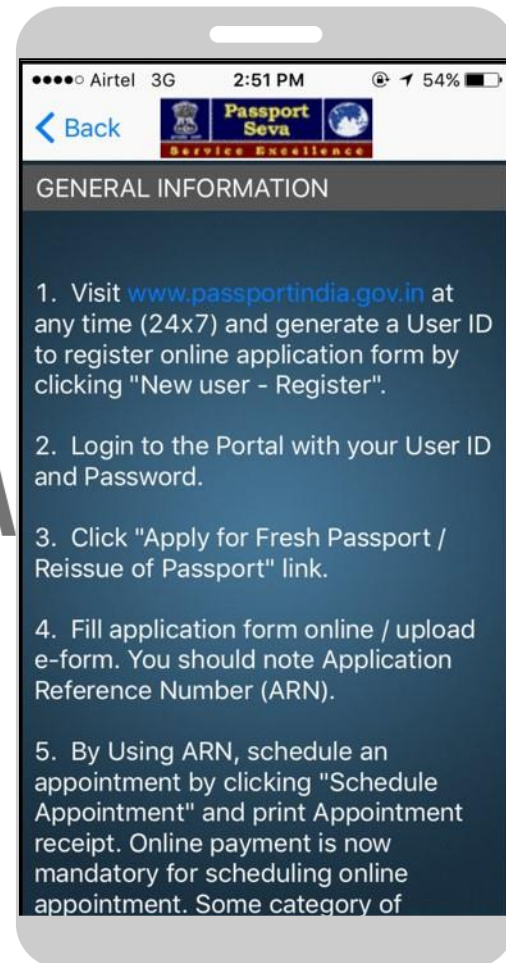 Airtel 3G 2:51 PM 54%
Back
Passport
Seva
Service Excellence
GENERAL INFORMATION
1. Visit www.passportindia.gov.in at
any time (24x7) and generate a User ID
to register online application form by
clicking "New user - Register".
2. Login to the Portal with your User ID
and Password.
3. Click "Apply for Fresh Passport /
Reissue of Passport" link.
4. Fill application form online / upload
e-form. You should note Application
Reference Number (ARN).
5. By Using ARN, schedule an
appointment by clicking "Schedule
Appointment" and print Appointment
receipt. Online payment is now
mandatory for scheduling online
appointment. Some category of